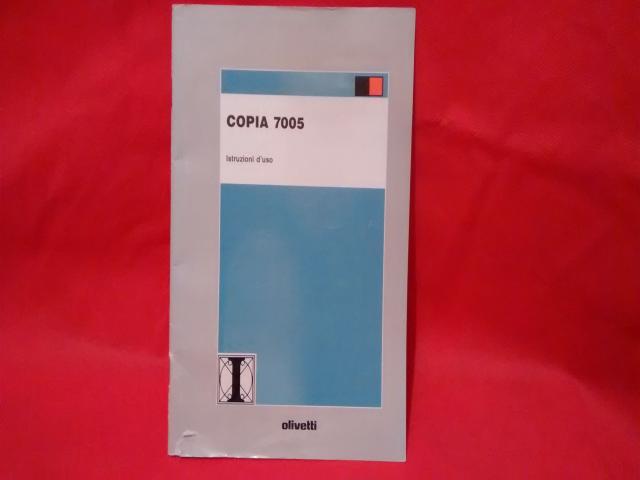 COPIA 7005
Istruzioni d'uso
I
olivetti